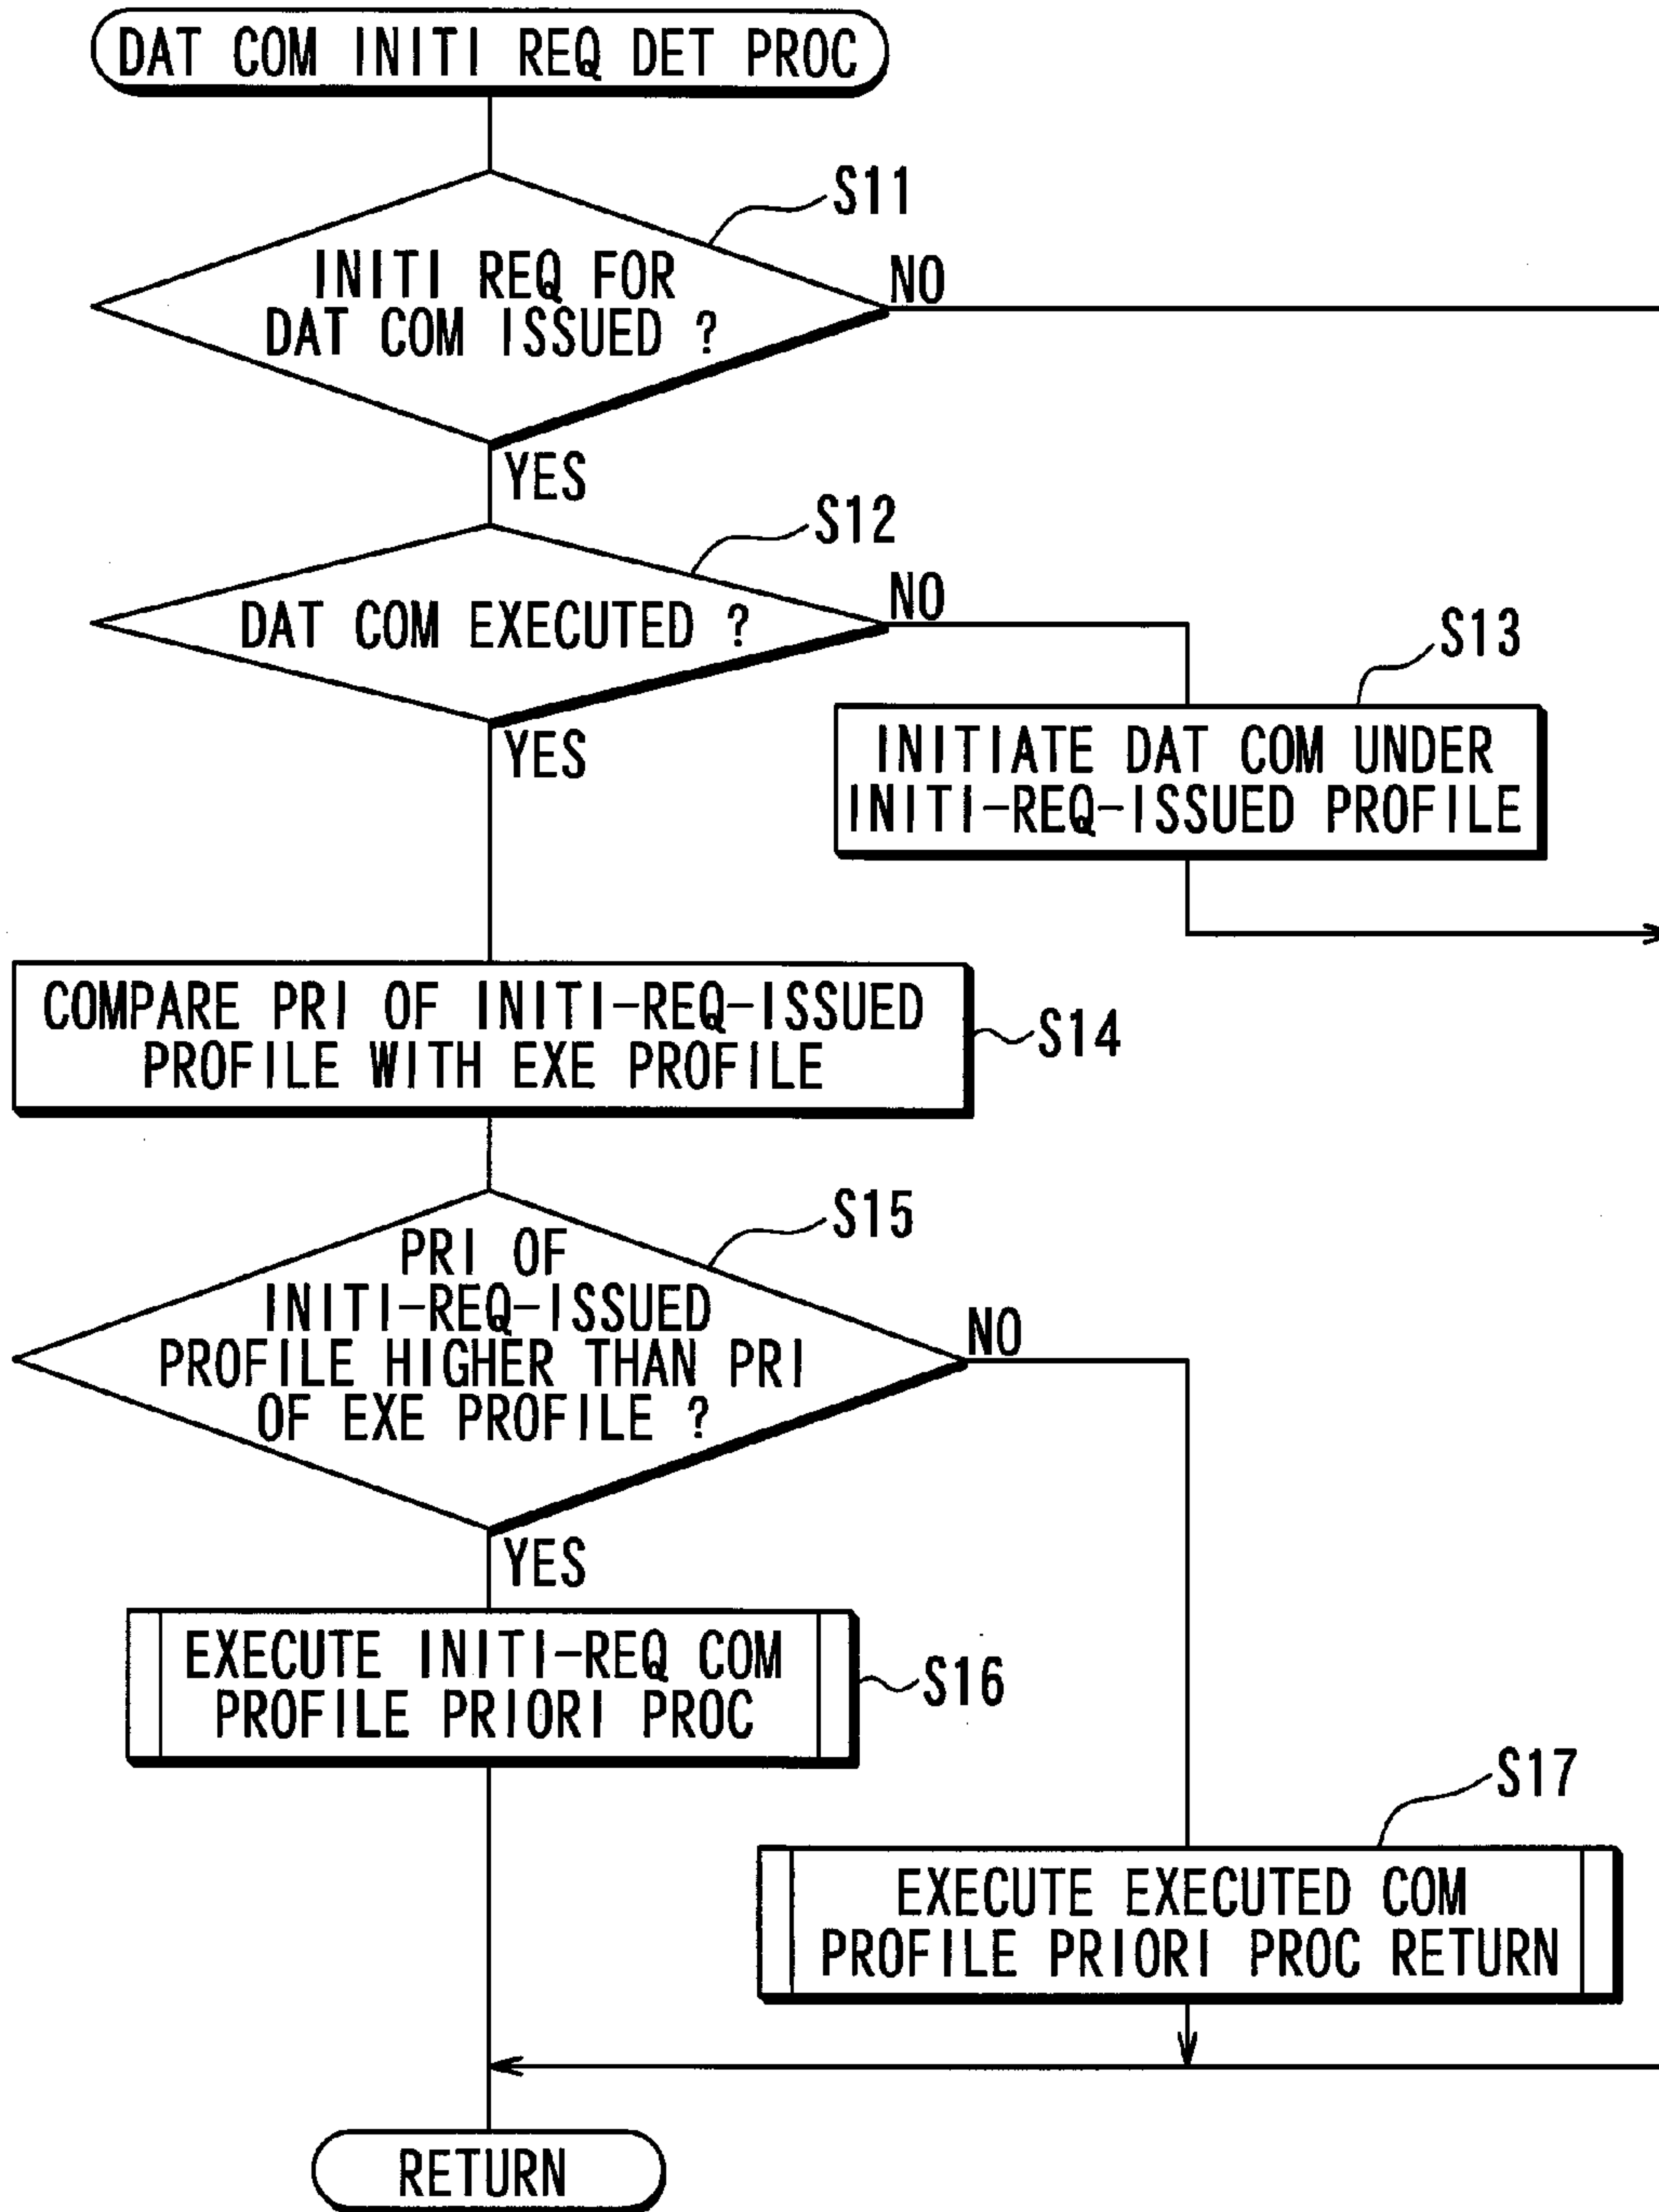 DAT COM INITI REQ DET PROC
S11
INITI REQ FOR
DAT COM ISSUED ?
NO
YES
S12
DAT COM EXECUTED ?
NO
YES
S13
INITIATE DAT COM UNDER
INITI-REQ-ISSUED PROFILE
COMPARE PRI OF INITI-REQ-ISSUED
PROFILE WITH EXE PROFILE
S14
S15
PRI OF
INITI-REQ-ISSUED
PROFILE HIGHER THAN PRI
OF EXE PROFILE ?
NO
YES
EXECUTE INITI-REQ COM
PROFILE PRIORI PROC
S16
S17
EXECUTE EXECUTED COM
PROFILE PRIORI PROC RETURN
RETURN